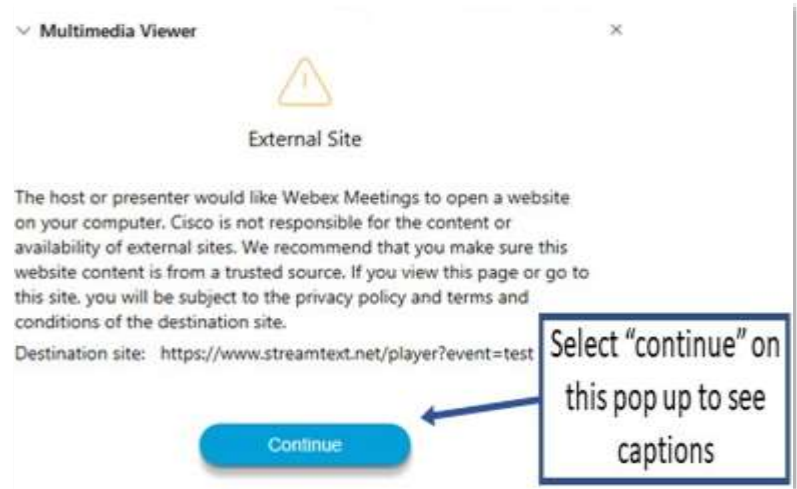 Multimedia Viewer
External Site
The host or presenter would like Webex Meetings to open a website
on your computer. Cisco is not responsible for the content or
availability of external sites. We recommend that you make sure this
website content is from a trusted source. If you view this page or go to
this site. you will be subject to the privacy policy and terms and
conditions of the destination site.
Destination site: https://www.streamtext.net/player?event=test
Select “continue” on
this pop up to see
captions
Continue